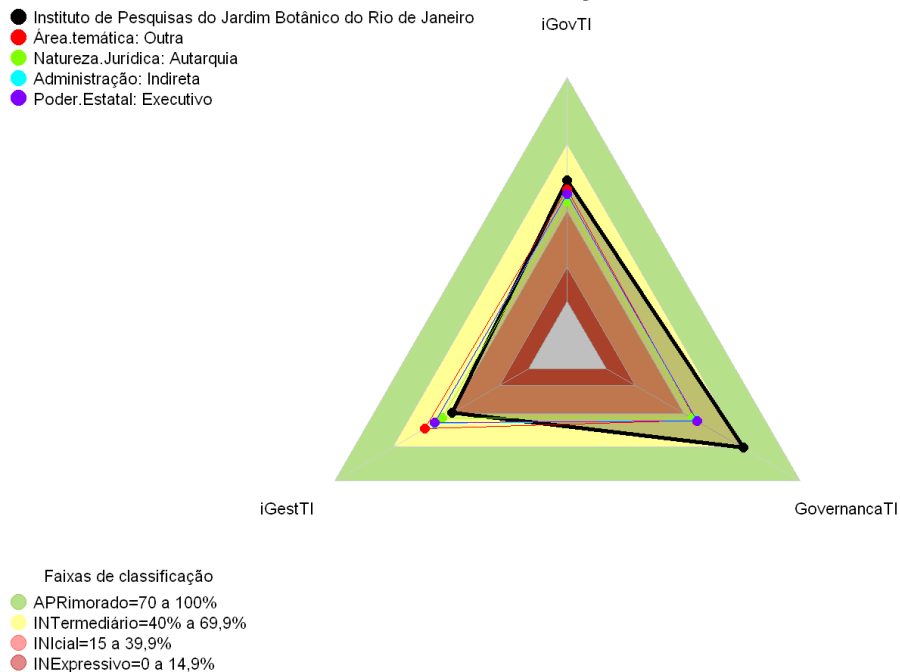 Instituto de Pesquisas do Jardim Botânico do Rio de Janeiro
Área.temática: Outra
Natureza.Jurídica: Autarquia
Administração: Indireta
Poder.Estatal: Executivo
iGovTI
iGestTI
GovernancaTI
Faixas de classificação
APRimorado=70 a 100%
INTermediário=40% a 69,9%
INIcial=15 a 39,9%
INExpressivo=0 a 14,9%